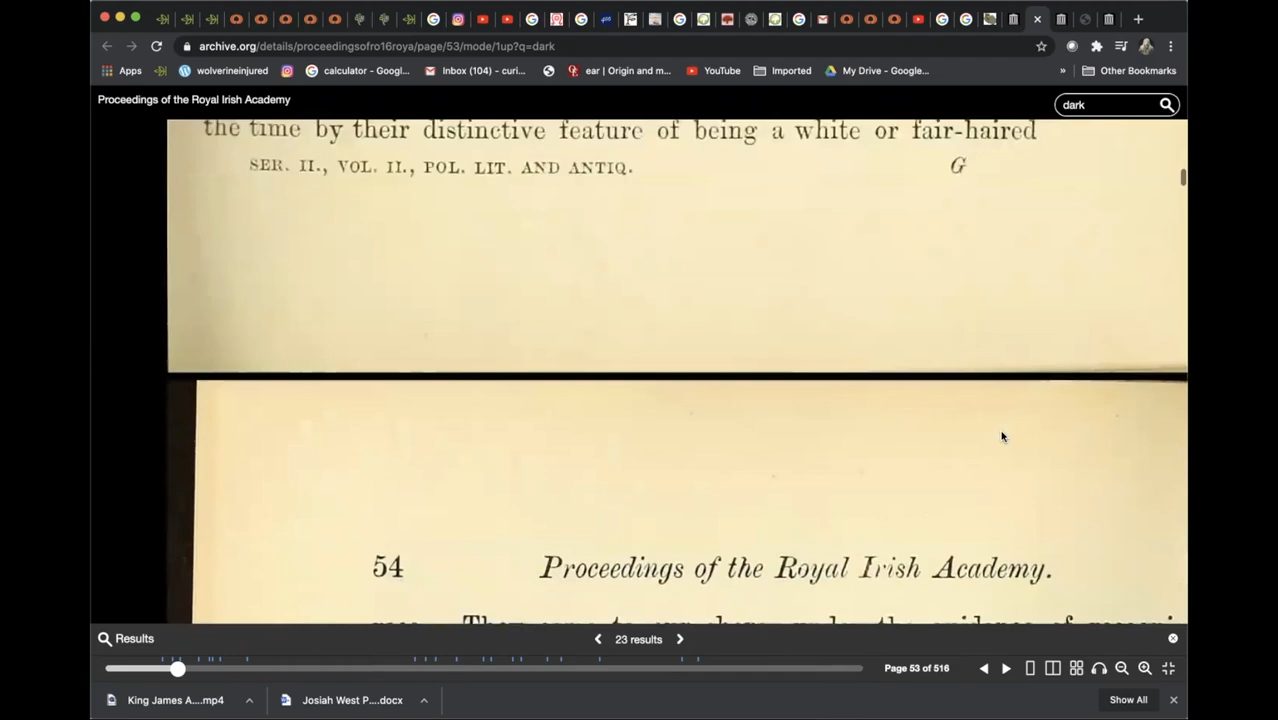 archive.org/details/proceedingsofro16roya/page/53/mode/1up?q=dark
Apps
wolverineinjured
calculator - Googl...
Inbox (104) - curi...
ear | Origin and m...
YouTube
Imported
My Drive - Google...
»
Other Bookmarks
Proceedings of the Royal Irish Academy
dark
the time by their distinctive feature of being a white or fair-haired
SER. II., VOL. II., POL. LIT. AND ANTIQ.
G
54
Proceedings of the Royal Irish Academy.
Results
23 results
Page 53 of 516
King James A....mp4
Josiah West P....docx
Show All